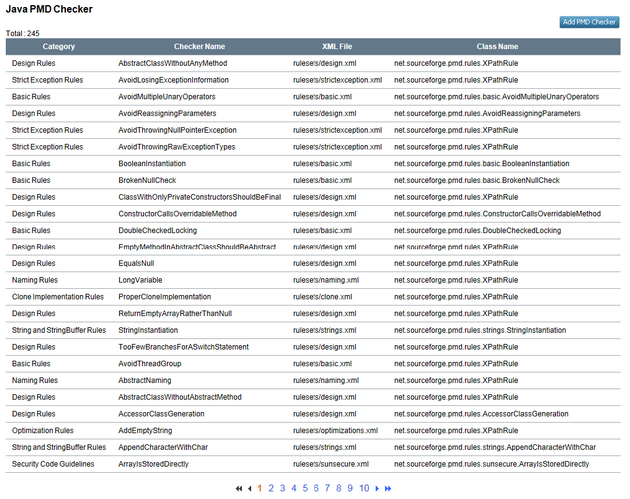 Java PMD Checker
Add PMD Checker
Total : 245
Category Checker Name XML File Class Name
Design Rules AbstractClassWithoutAnyMethod rulesets/design.xml net.sourceforge.pmd.rules.XPathRule
Strict Exception Rules AvoidLosingExceptionInformation rulesets/strictexception.xml net.sourceforge.pmd.rules.XPathRule
Basic Rules AvoidMultipleUnaryOperators rulesets/basic.xml net.sourceforge.pmd.rules.basic.AvoidMultipleUnaryOperators
Design Rules AvoidReassigningParameters rulesets/design.xml net.sourceforge.pmd.rules.AvoidReassigningParameters
Strict Exception Rules AvoidThrowingNullPointerException rulesets/strictexception.xml net.sourceforge.pmd.rules.XPathRule
Strict Exception Rules AvoidThrowingRawExceptionTypes rulesets/strictexception.xml net.sourceforge.pmd.rules.XPathRule
Basic Rules BooleanInstantiation rulesets/basic.xml net.sourceforge.pmd.rules.basic.BooleanInstantiation
Basic Rules BrokenNullCheck rulesets/basic.xml net.sourceforge.pmd.rules.basic.BrokenNullCheck
Design Rules ClassWithOnlyPrivateConstructorsShouldBeFinal rulesets/design.xml net.sourceforge.pmd.rules.XPathRule
Design Rules ConstructorCallsOverridableMethod rulesets/design.xml net.sourceforge.pmd.rules.ConstructorCallsOverridableMethod
Basic Rules DoubleCheckedLocking rulesets/basic.xml net.sourceforge.pmd.rules.DoubleCheckedLocking
Design Rules EmptyMethodInAbstractClassShouldBeAbstract rulesets/design.xml net.sourceforge.pmd.rules.XPathRule
Design Rules EqualsNull rulesets/design.xml net.sourceforge.pmd.rules.XPathRule
Naming Rules LongVariable rulesets/naming.xml net.sourceforge.pmd.rules.XPathRule
Clone Implementation Rules ProperCloneImplementation rulesets/clone.xml net.sourceforge.pmd.rules.XPathRule
Design Rules ReturnEmptyArrayRatherThanNull rulesets/design.xml net.sourceforge.pmd.rules.XPathRule
String and StringBuffer Rules StringInstantiation rulesets/strings.xml net.sourceforge.pmd.rules.strings.StringInstantiation
Design Rules TooFewBranchesForASwitchStatement rulesets/design.xml net.sourceforge.pmd.rules.XPathRule
Basic Rules AvoidThreadGroup rulesets/basic.xml net.sourceforge.pmd.rules.XPathRule
Naming Rules AbstractNaming rulesets/naming.xml net.sourceforge.pmd.rules.XPathRule
Design Rules AbstractClassWithoutAbstractMethod rulesets/design.xml net.sourceforge.pmd.rules.XPathRule
Design Rules AccessorClassGeneration rulesets/design.xml net.sourceforge.pmd.rules.AccessorClassGeneration
Optimization Rules AddEmptyString rulesets/optimizations.xml net.sourceforge.pmd.rules.XPathRule
String and StringBuffer Rules AppendCharacterWithChar rulesets/strings.xml net.sourceforge.pmd.rules.strings.AppendCharacterWithChar
Security Code Guidelines ArrayIsStoredDirectly rulesets/sunsecure.xml net.sourceforge.pmd.rules.sunsecure.ArrayIsStoredDirectly
1 2 3 4 5 6 7 8 9 10